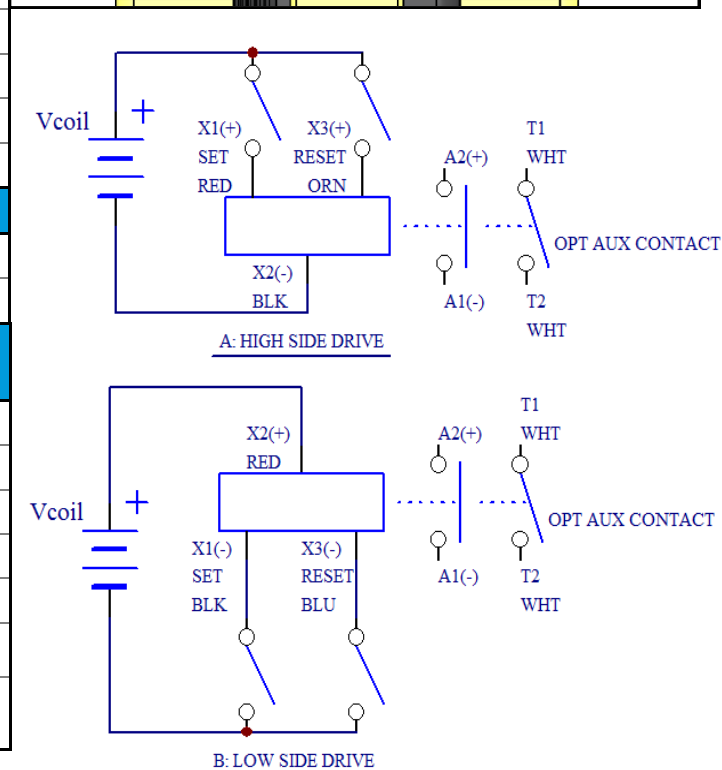 Vcoil
+
X1(+)
SET
RED
X3(+)
RESET
ORN
A2(+)
T1
WHT
OPT AUX CONTACT
X2(-)
BLK
A1(-)
T2
WHT
A: HIGH SIDE DRIVE
Vcoil
+
X2(+)
RED
A2(+)
T1
WHT
OPT AUX CONTACT
X1(-)
SET
BLK
X3(-)
RESET
BLU
A1(-)
T2
WHT
B: LOW SIDE DRIVE